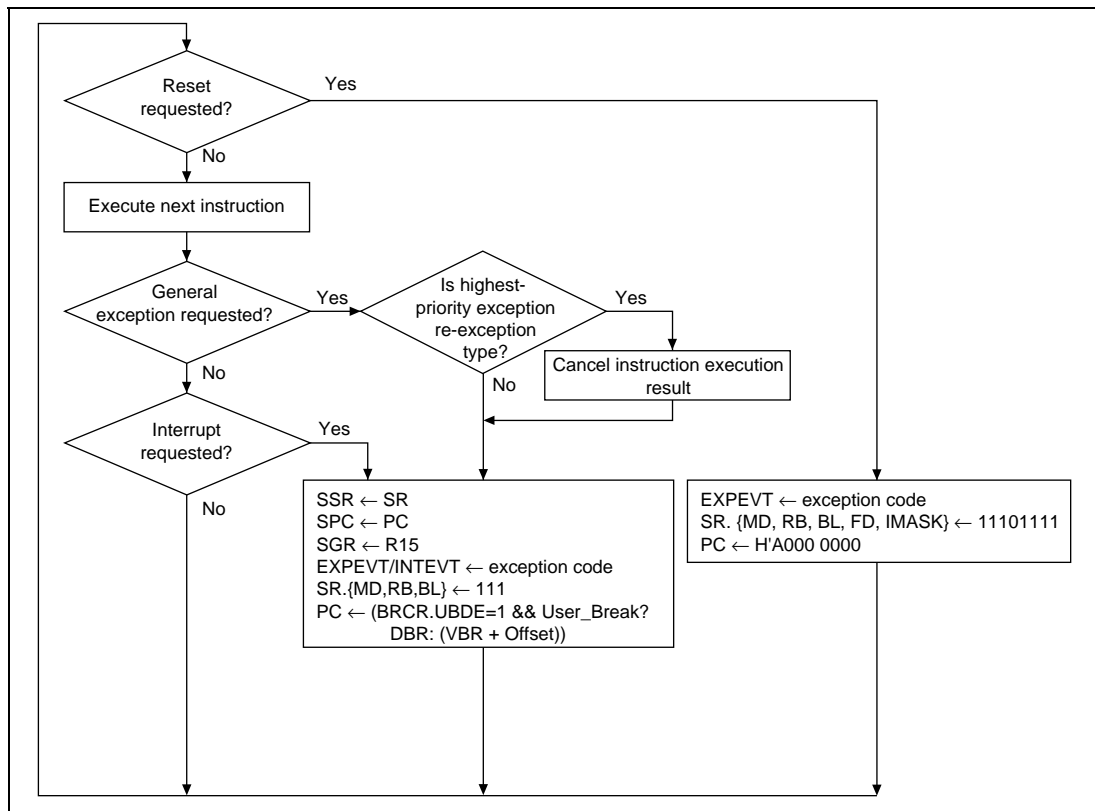 Reset
requested?
Yes
No
Execute next instruction
General
exception requested?
Yes
Is highest-
priority exception
re-exception
type?
Yes
Cancel instruction execution
result
No
No
Interrupt
requested?
Yes
No
SSR ← SR
SPC ← PC
SGR ← R15
EXPEVT/INTEVT ← exception code
SR.{MD,RB,BL} ← 111
PC ← (BRCR.UBDE=1 && User_Break?
DBR: (VBR + Offset))
EXPEVT ← exception code
SR. {MD, RB, BL, FD, IMASK} ← 11101111
PC ← H'A000 0000